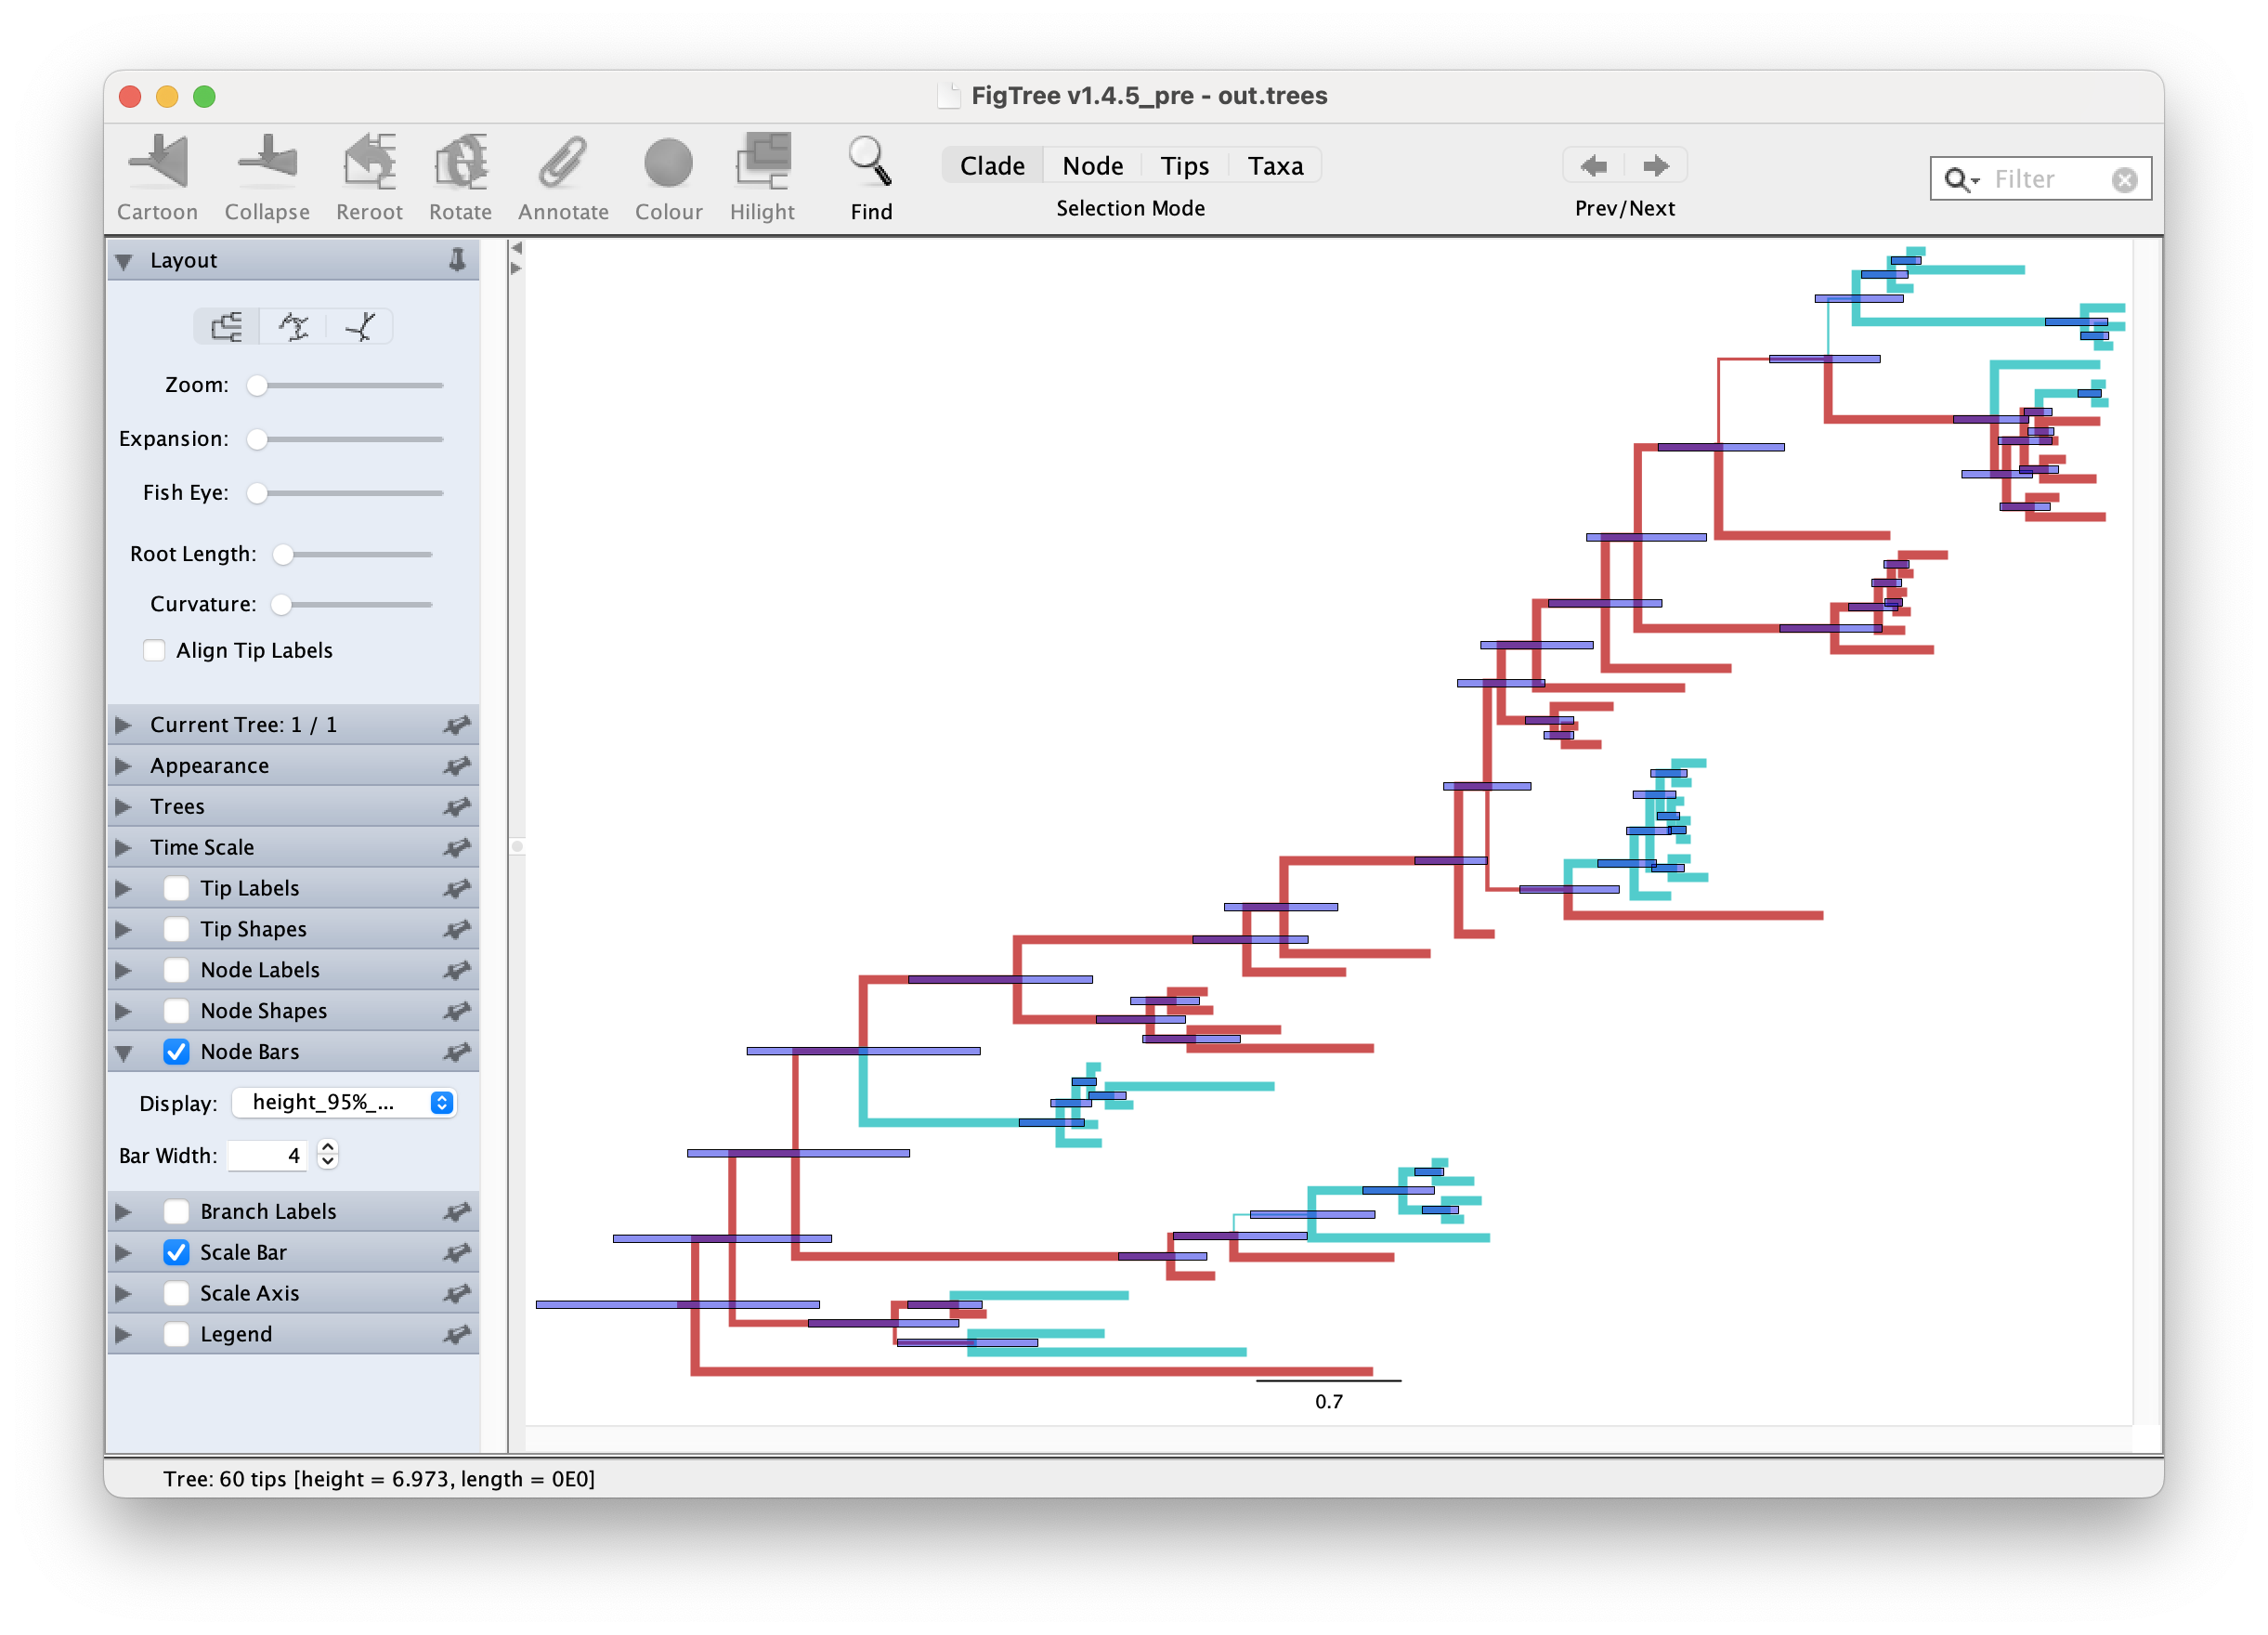 FigTree v1.4.5_pre - out.trees
Cartoon Collapse Reroot Rotate Annotate Colour Hilight Find
Clade Node Tips Taxa
Selection Mode
Prev/Next
Filter
Layout
Zoom:
Expansion:
Fish Eye:
Root Length:
Curvature:
Align Tip Labels
Current Tree: 1 / 1
Appearance
Trees
Time Scale
Tip Labels
Tip Shapes
Node Labels
Node Shapes
Node Bars
Display: height_95%_...
Bar Width: 4
Branch Labels
Scale Bar
Scale Axis
Legend
0.7
Tree: 60 tips [height = 6.973, length = 0E0]